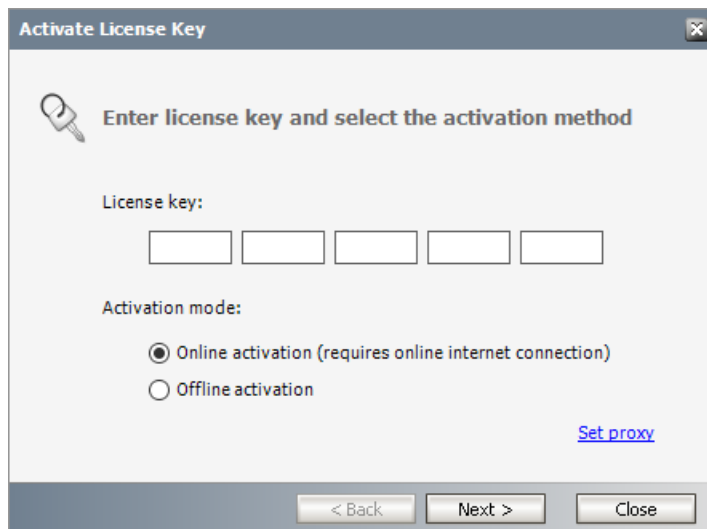 Activate License Key
Enter license key and select the activation method
License key:
Activation mode:
Online activation (requires online internet connection)
Offline activation
Set proxy
< Back Next > Close